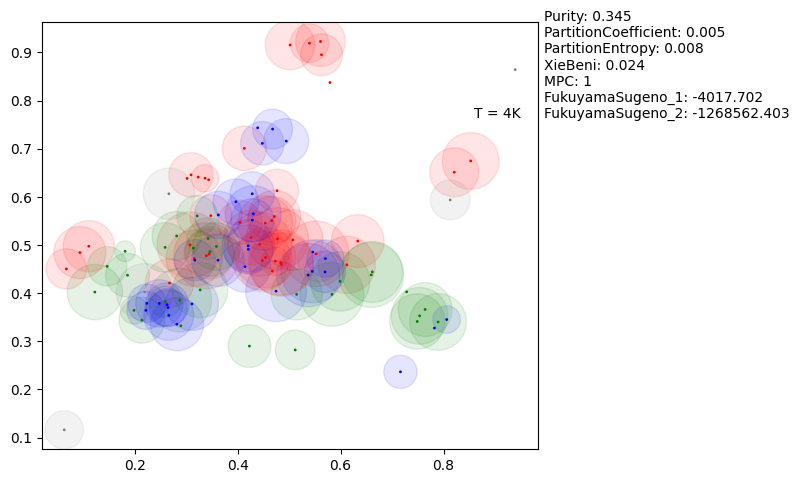 Purity: 0.345
PartitionCoefficient: 0.005
PartitionEntropy: 0.008
XieBeni: 0.024
MPC: 1
FukuyamaSugeno_1: -4017.702
FukuyamaSugeno_2: -1268562.403
T = 4K
0.9
0.8
0.7
0.6
0.5
0.4
0.3
0.2
0.1
0.2 0.4 0.6 0.8